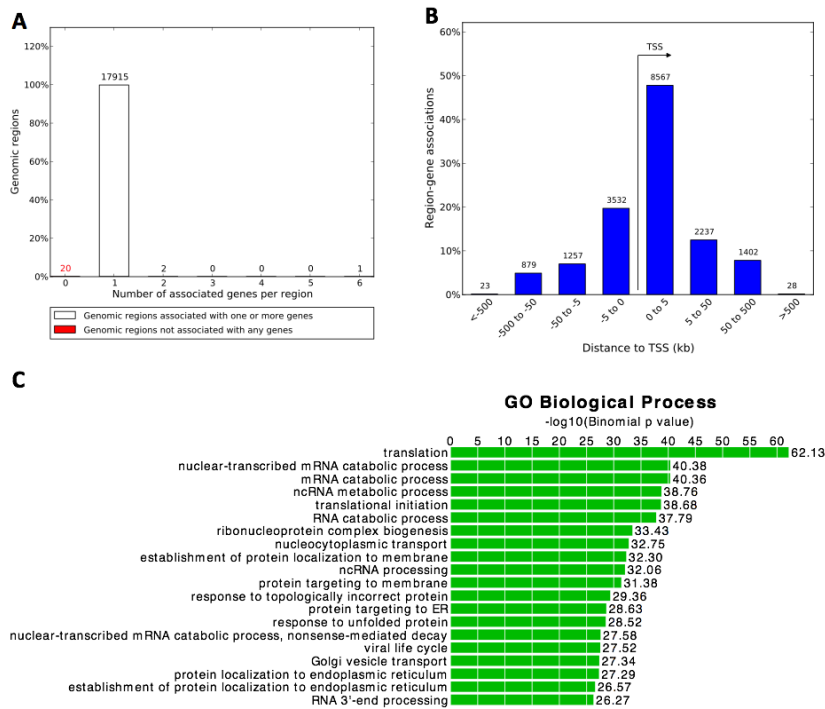 A
120%
100%
80%
60%
40%
20%
0%
Genomic regions
20
17915
2
0
0
0
1
0
1
2
3
4
5
6
Number of associated genes per region
Genomic regions associated with one or more genes
Genomic regions not associated with any genes
B
60%
50%
40%
30%
20%
10%
0%
Region-gene associations
TSS
23
879
1257
3532
8567
2237
1402
28
<-500
-500 to -50
-50 to -5
-5 to 0
0 to 5
5 to 50
50 to 500
>500
Distance to TSS (kb)
C
GO Biological Process
-log10(Binomial p value)
0 5 10 15 20 25 30 35 40 45 50 55 60
translation 62.13
nuclear-transcribed mRNA catabolic process 40.38
mRNA catabolic process 40.36
ncRNA metabolic process 38.76
translational initiation 38.68
RNA catabolic process 37.79
ribonucleoprotein complex biogenesis 33.43
nucleocytoplasmic transport 32.75
establishment of protein localization to membrane 32.30
ncRNA processing 32.06
protein targeting to membrane 31.38
response to topologically incorrect protein 29.36
protein targeting to ER 28.63
response to unfolded protein 28.52
nuclear-transcribed mRNA catabolic process, nonsense-mediated decay 27.58
viral life cycle 27.52
Golgi vesicle transport 27.34
protein localization to endoplasmic reticulum 27.29
establishment of protein localization to endoplasmic reticulum 26.57
RNA 3'-end processing 26.27